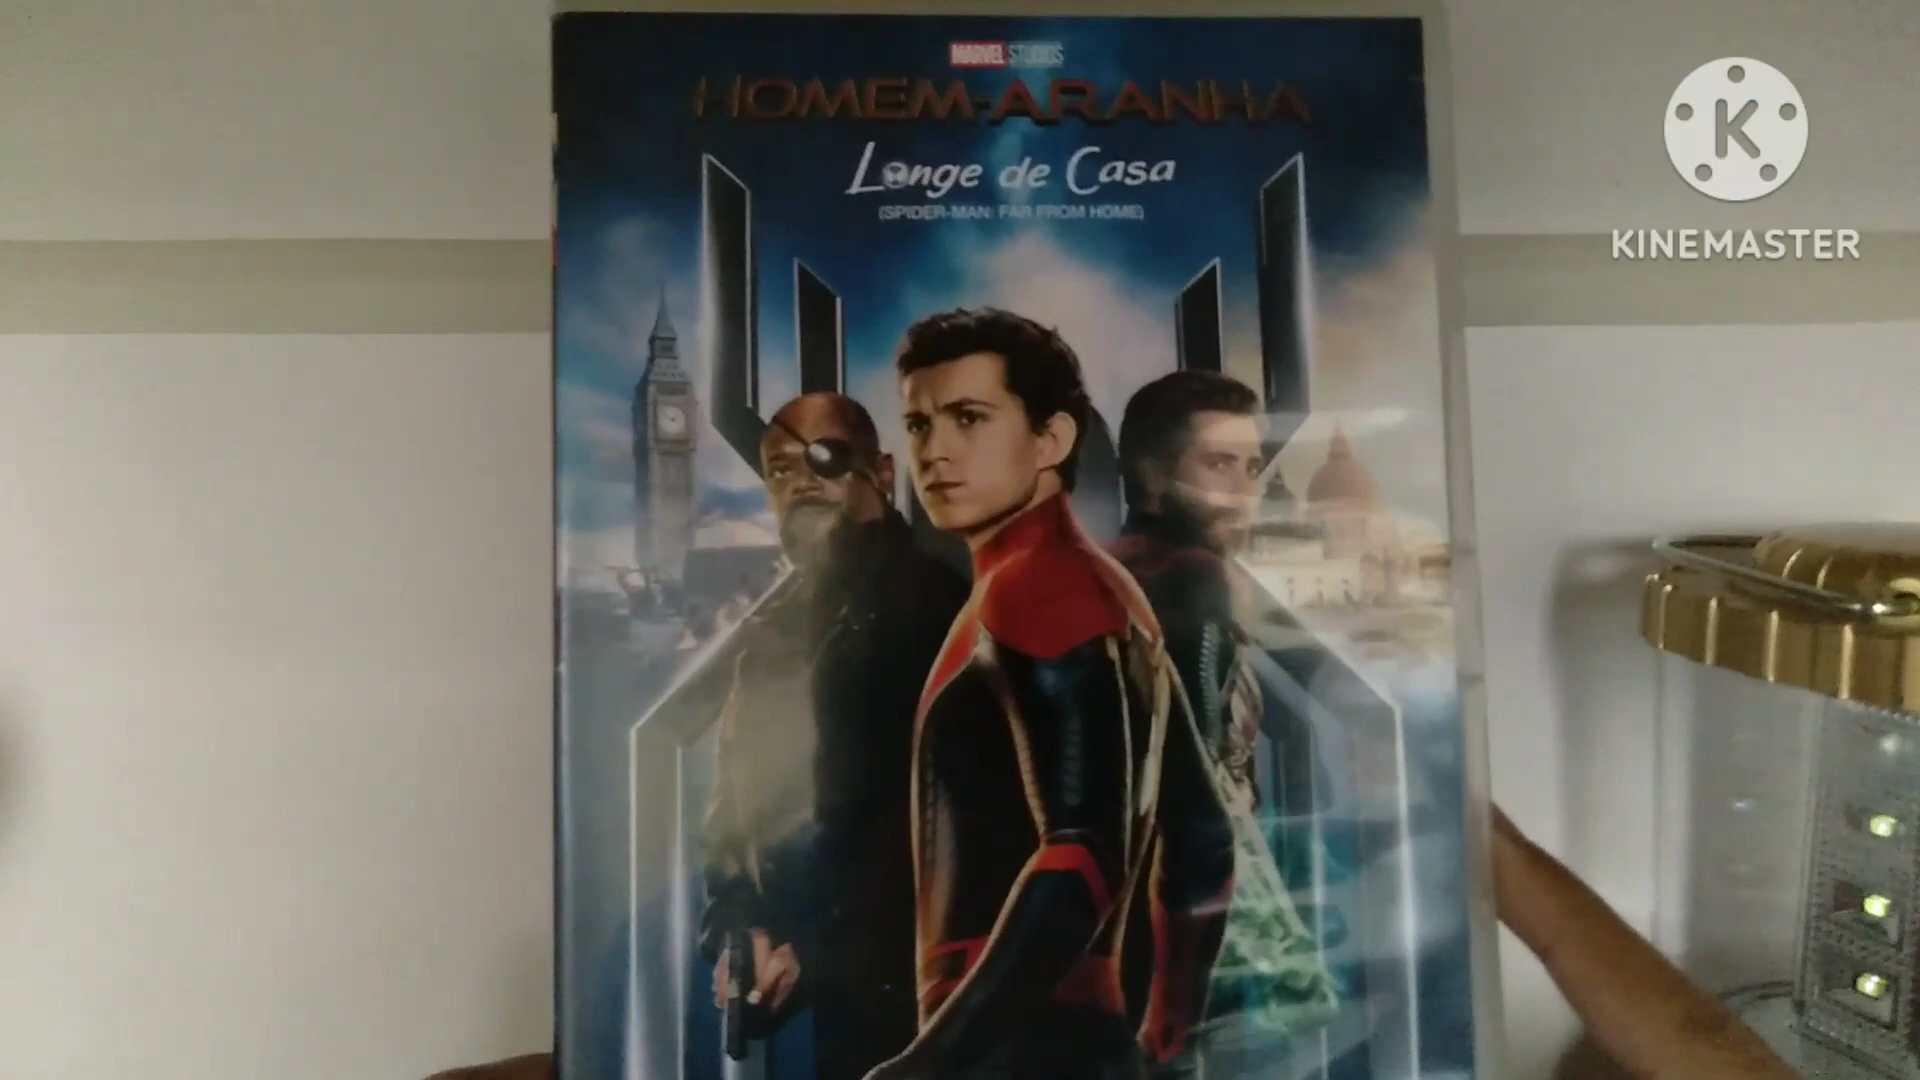 MARVEL STUDIOS
HOMEM-ARANHA
Longe de Casa
(SPIDER-MAN: FAR FROM HOME)
K
KINEMASTER